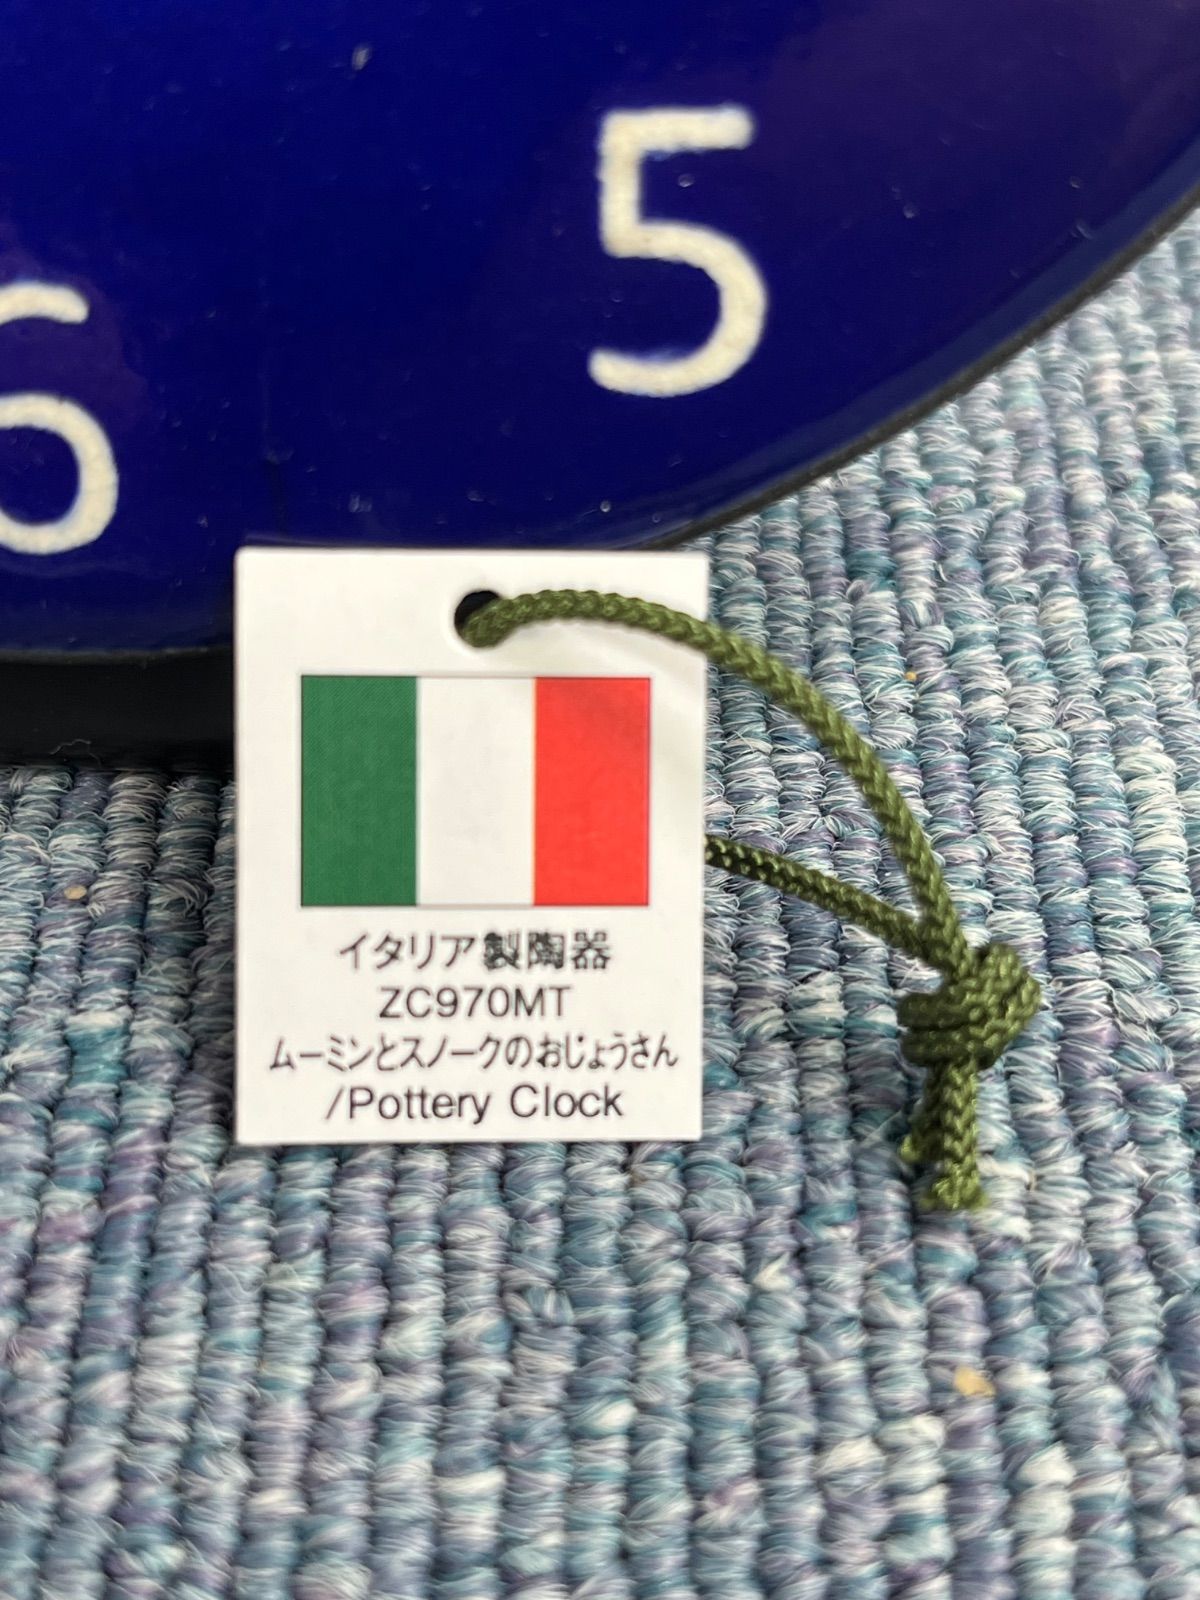 5
6
イタリア製陶器
ZC970MT
ムーミンとスノークのおじょうさん
/Pottery Clock